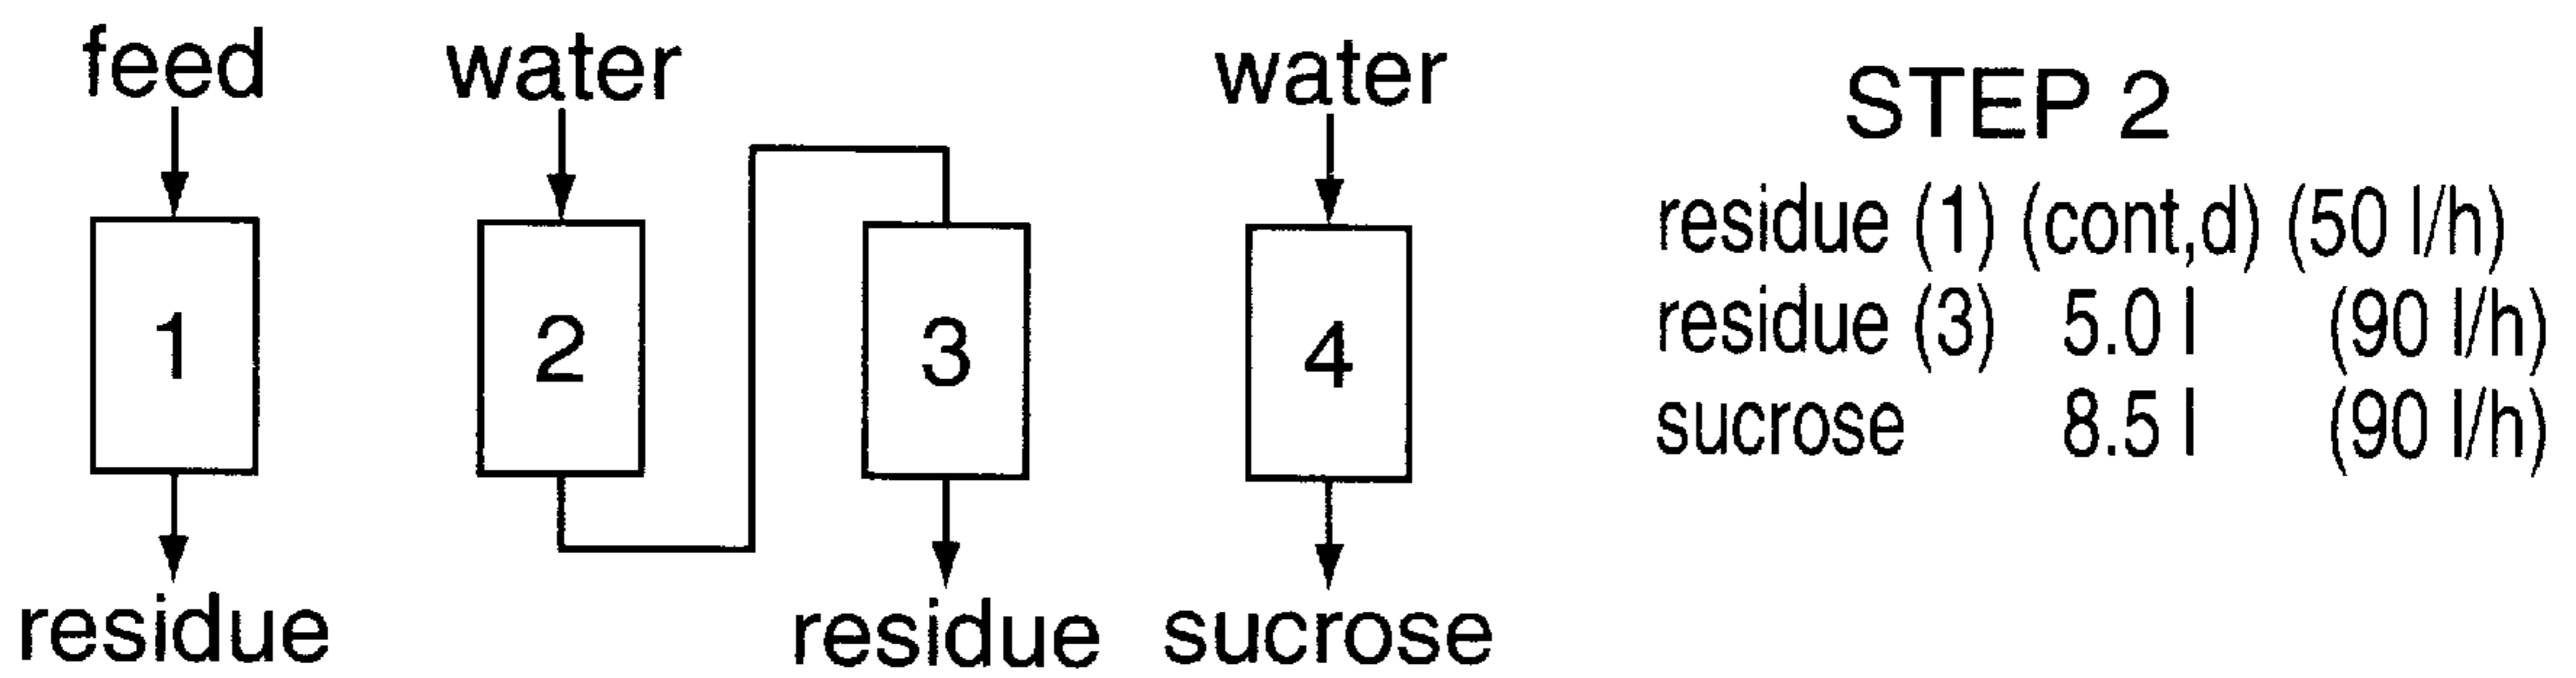 feed water water
1 2 3 4
residue residue sucrose
STEP 2
residue (1) (cont,d) (50 l/h)
residue (3) 5.0 l (90 l/h)
sucrose 8.5 l (90 l/h)